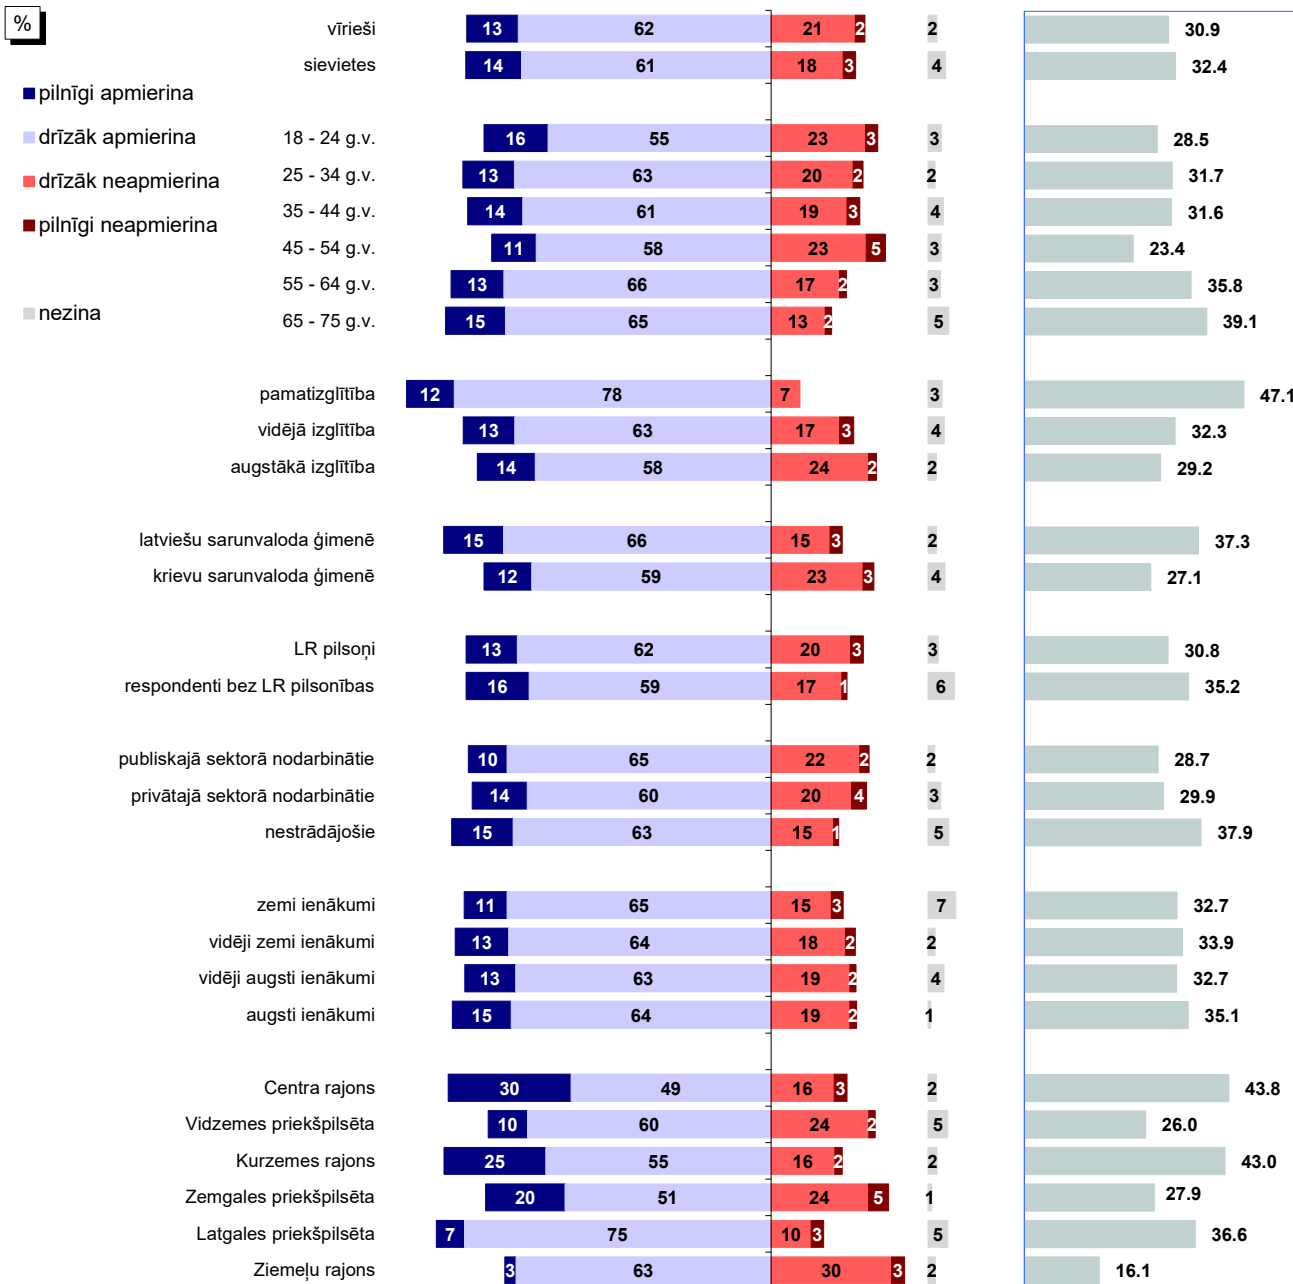 %
pilnīgi apmierina
drīzāk apmierina
drīzāk neapmierina
pilnīgi neapmierina
nezina
vīrieši 13 62 21 2 2 30.9
sievietes 14 61 18 3 4 32.4
18 - 24 g.v. 16 55 23 3 3 28.5
25 - 34 g.v. 13 63 20 2 2 31.7
35 - 44 g.v. 14 61 19 3 4 31.6
45 - 54 g.v. 11 58 23 5 3 23.4
55 - 64 g.v. 13 66 17 2 3 35.8
65 - 75 g.v. 15 65 13 2 5 39.1
pamatizglītība 12 78 7 3 47.1
vidējā izglītība 13 63 17 3 4 32.3
augstākā izglītība 14 58 24 2 2 29.2
latviešu sarunvaloda ģimenē 15 66 15 3 2 37.3
krievu sarunvaloda ģimenē 12 59 23 3 4 27.1
LR pilsoņi 13 62 20 3 3 30.8
respondenti bez LR pilsonības 16 59 17 1 6 35.2
publiskajā sektorā nodarbinātie 10 65 22 2 2 28.7
privātajā sektorā nodarbinātie 14 60 20 4 3 29.9
nestrādājošie 15 63 15 1 5 37.9
zemi ienākumi 11 65 15 3 7 32.7
vidēji zemi ienākumi 13 64 18 2 2 33.9
vidēji augsti ienākumi 13 63 19 2 4 32.7
augsti ienākumi 15 64 19 2 1 35.1
Centra rajons 30 49 16 3 2 43.8
Vidzemes priekšpilsēta 10 60 24 2 5 26.0
Kurzemes rajons 25 55 16 2 2 43.0
Zemgales priekšpilsēta 20 51 24 5 1 27.9
Latgales priekšpilsēta 7 75 10 3 5 36.6
Ziemeļu rajons 3 63 30 3 2 16.1